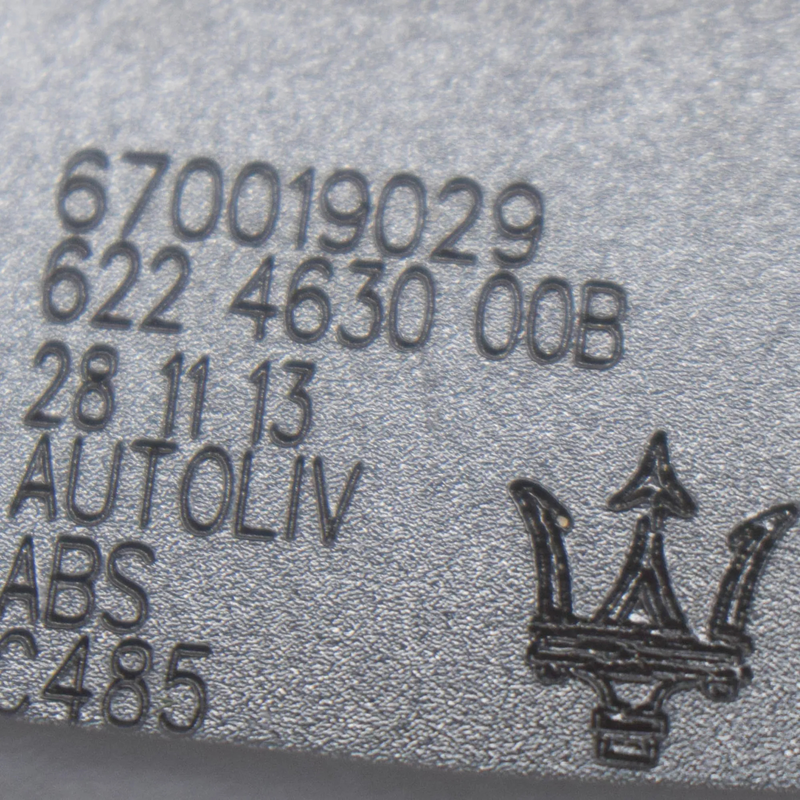 670019029
622 4630 00B
28 11 13
AUTOLIV
ABS
C485